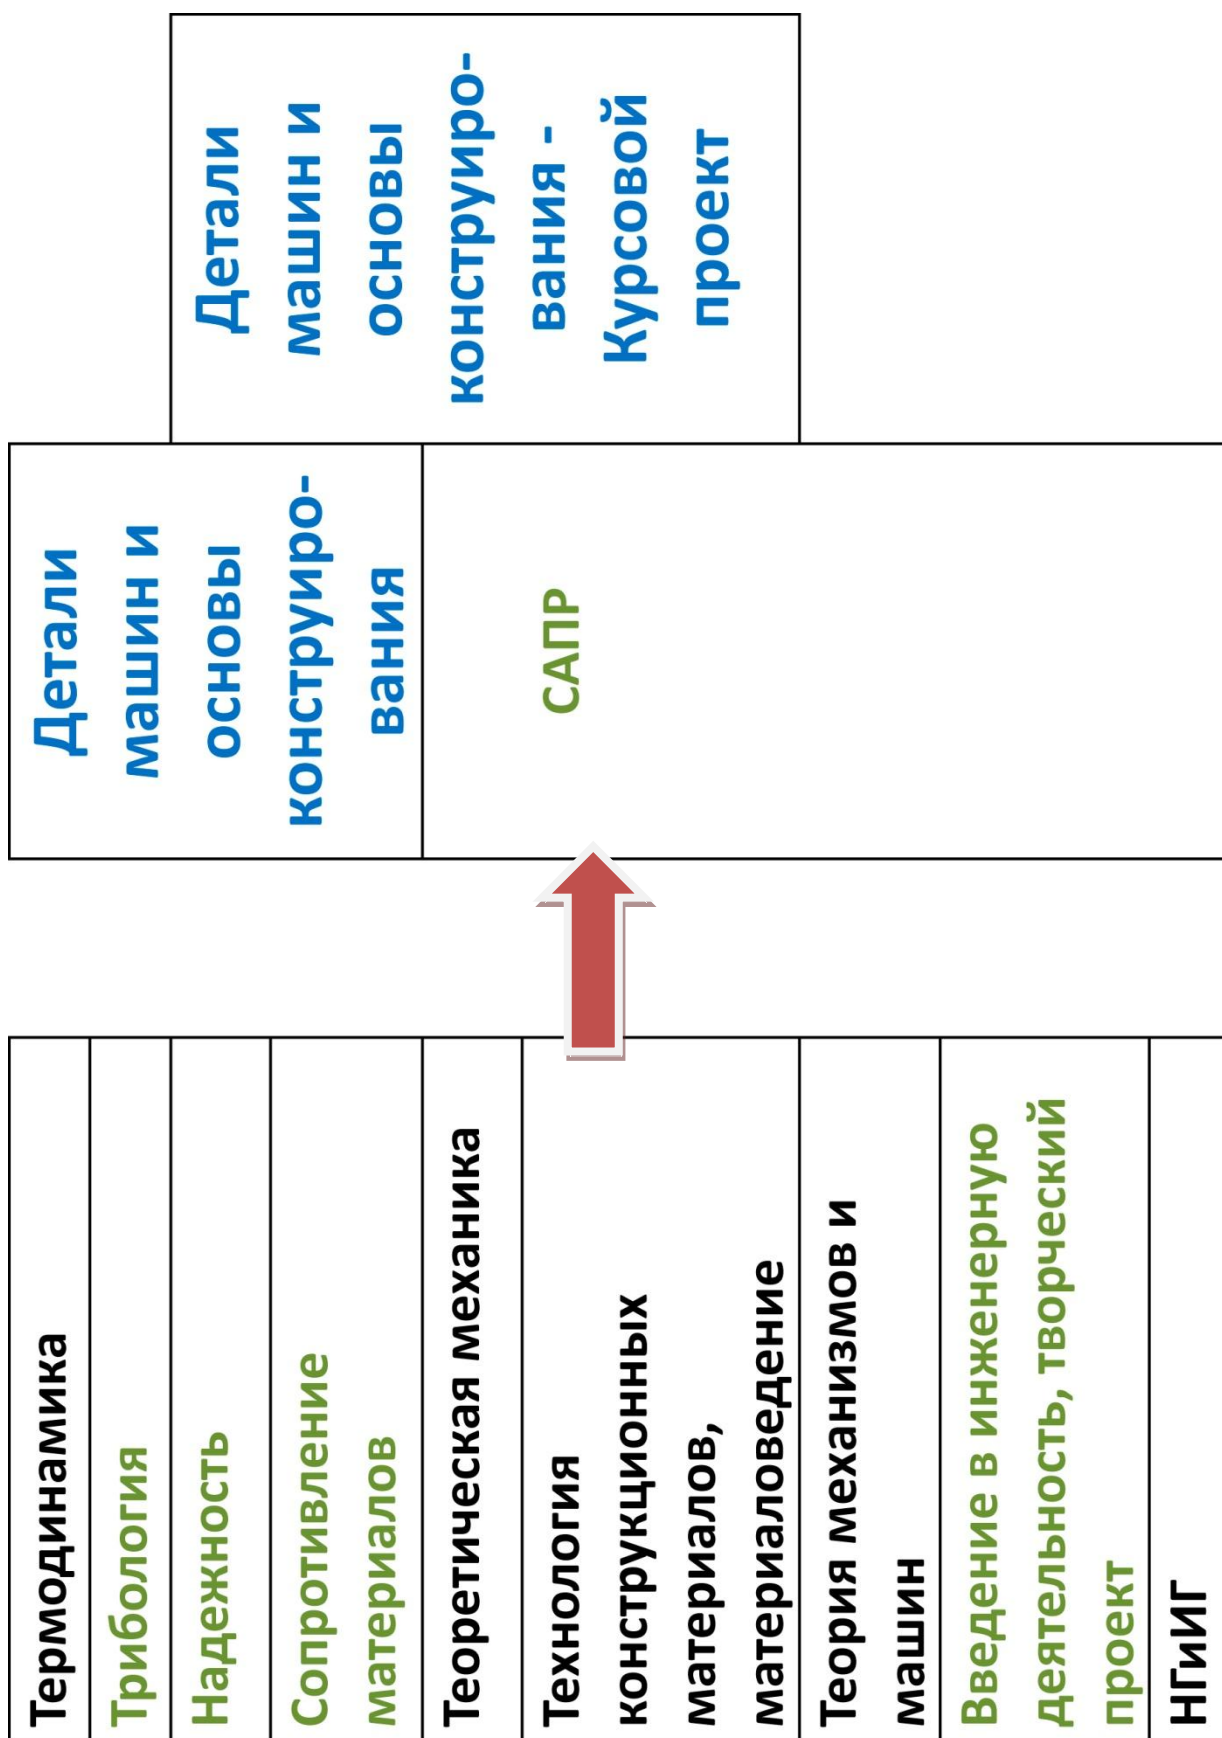 Термодинамика
Трибология
Надежность
Сопротивление
материалов
Теоретическая механика
Технология
конструкционных
материалов,
материаловедение
Теория механизмов и
машин
Введение в инженерную
деятельность, творческий
проект
НГиИГ
Детали
машин и
основы
конструиро-
вания
САПР
Детали
машин и
основы
конструиро-
вания -
Курсовой
проект